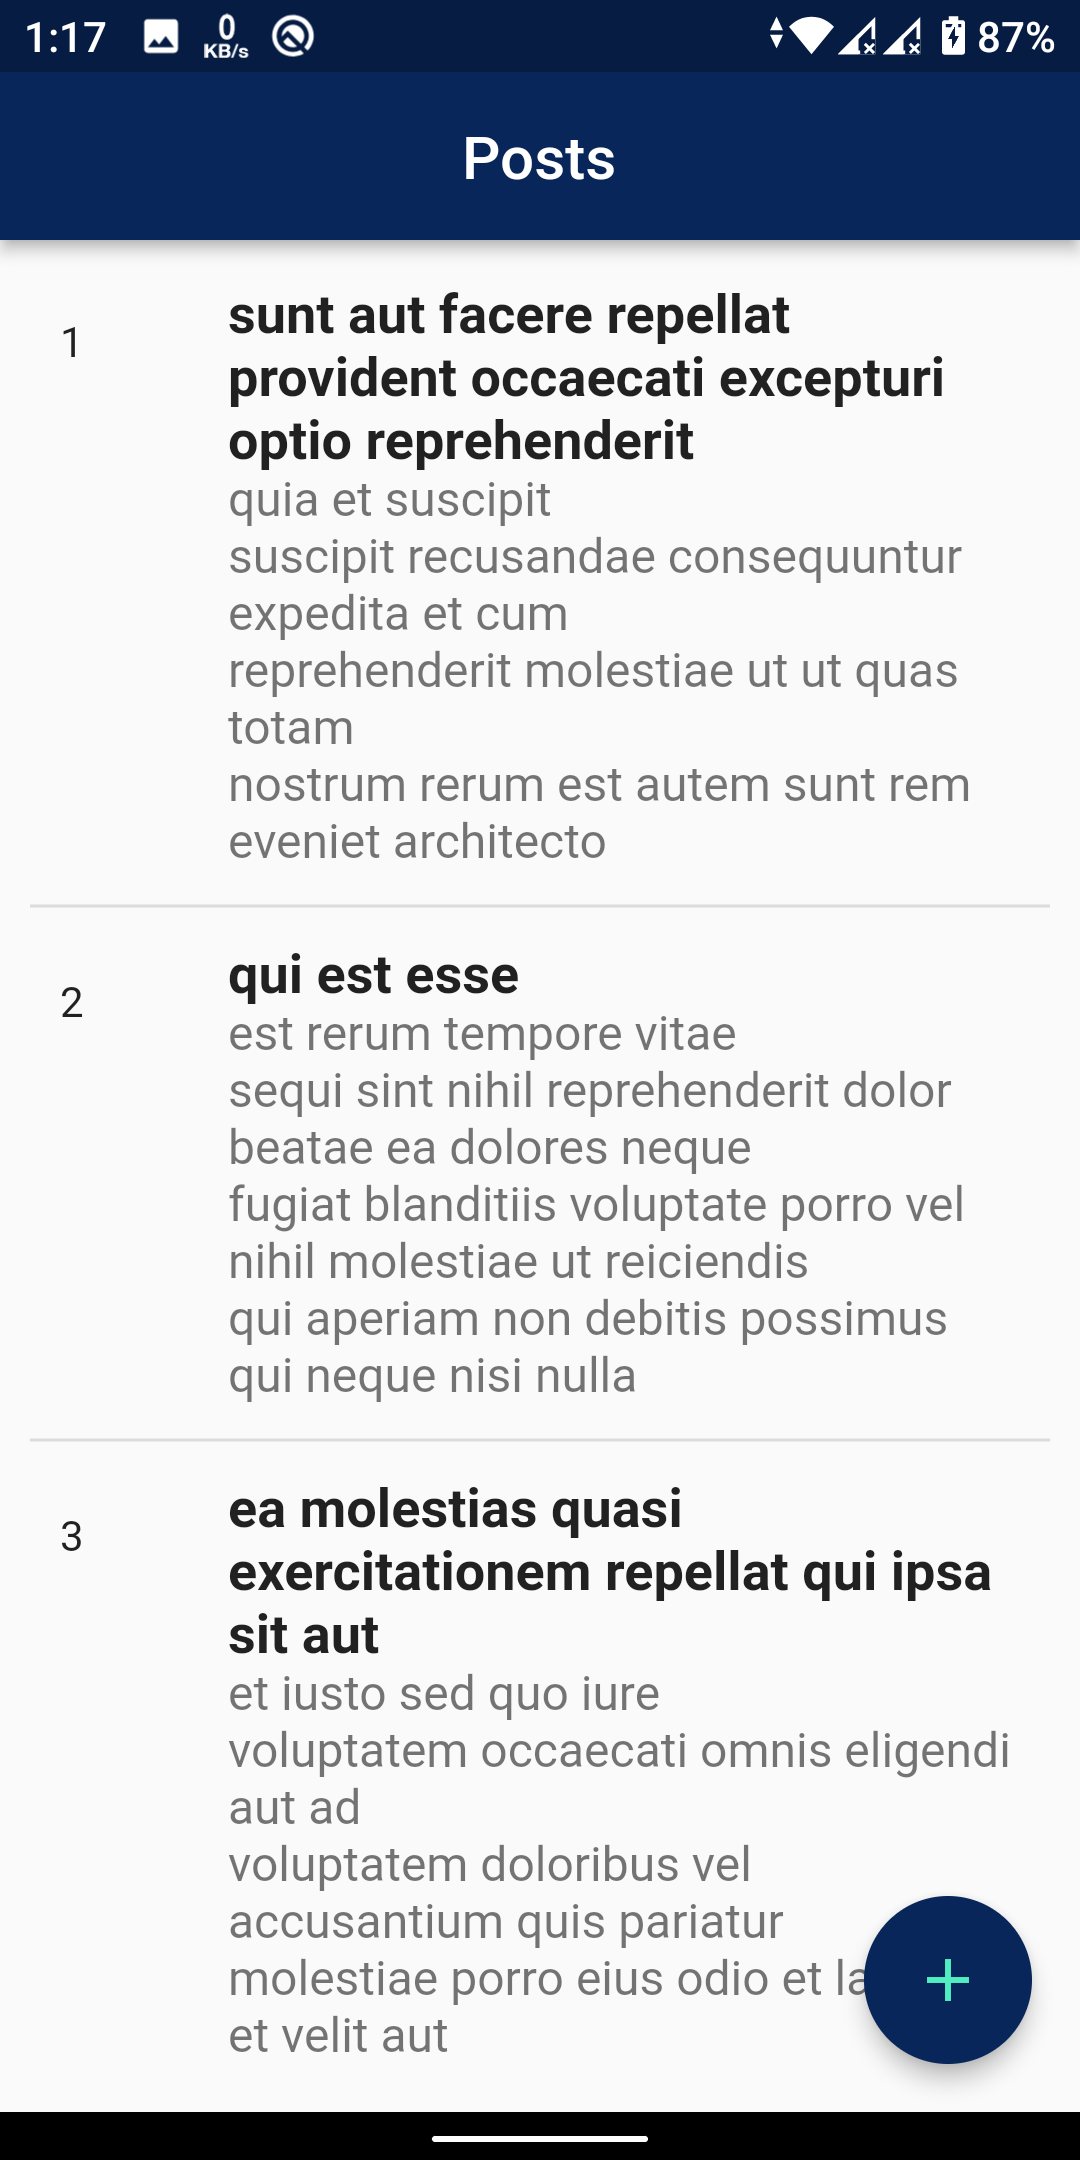 1:17 0 KB/s 87%
Posts
1
sunt aut facere repellat
provident occaecati excepturi
optio reprehenderit
quia et suscipit
suscipit recusandae consequuntur
expedita et cum
reprehenderit molestiae ut ut quas
totam
nostrum rerum est autem sunt rem
eveniet architecto
2
qui est esse
est rerum tempore vitae
sequi sint nihil reprehenderit dolor
beatae ea dolores neque
fugiat blanditiis voluptate porro vel
nihil molestiae ut reiciendis
qui aperiam non debitis possimus
qui neque nisi nulla
3
ea molestias quasi
exercitationem repellat qui ipsa
sit aut
et iusto sed quo iure
voluptatem occaecati omnis eligendi
aut ad
voluptatem doloribus vel
accusantium quis pariatur
molestiae porro eius odio et
et velit aut